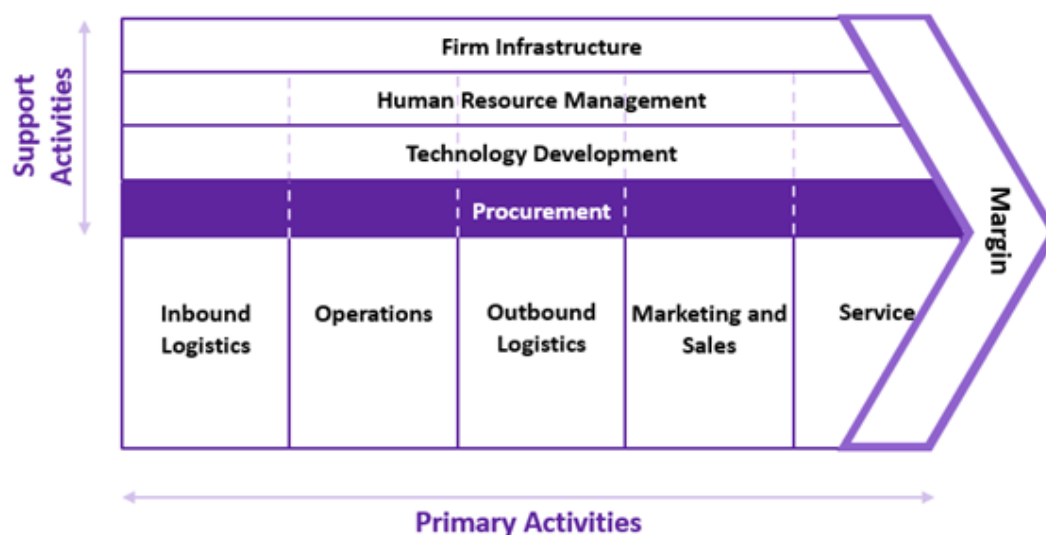 Support
Activities
Firm Infrastructure
Human Resource Management
Technology Development
Procurement
Inbound
Logistics
Operations
Outbound
Logistics
Marketing and
Sales
Service
Margin
Primary Activities